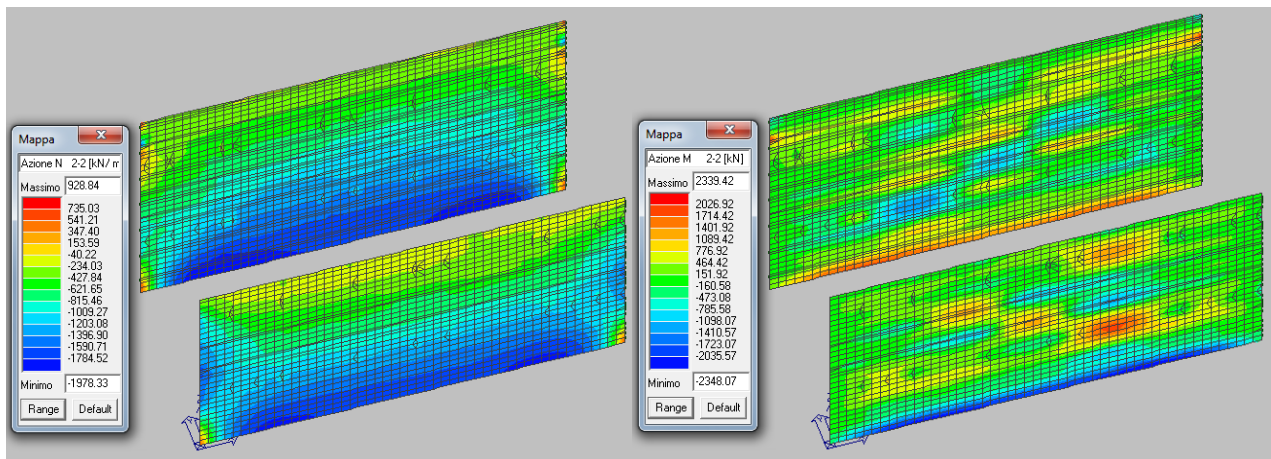 Mappa
Azione N 2-2 [kN/ m
Massimo 928.84
735.03
541.21
347.40
153.59
-40.22
-234.03
-427.84
-621.65
-815.46
-1009.27
-1203.08
-1396.90
-1590.71
-1784.52
Minimo -1978.33
Range Default
Mappa
Azione M 2-2 [kN]
Massimo 2339.42
2026.92
1714.42
1401.92
1089.42
776.92
464.42
151.92
-160.58
-473.08
-785.58
-1098.07
-1410.57
-1723.07
-2035.57
Minimo -2348.07
Range Default